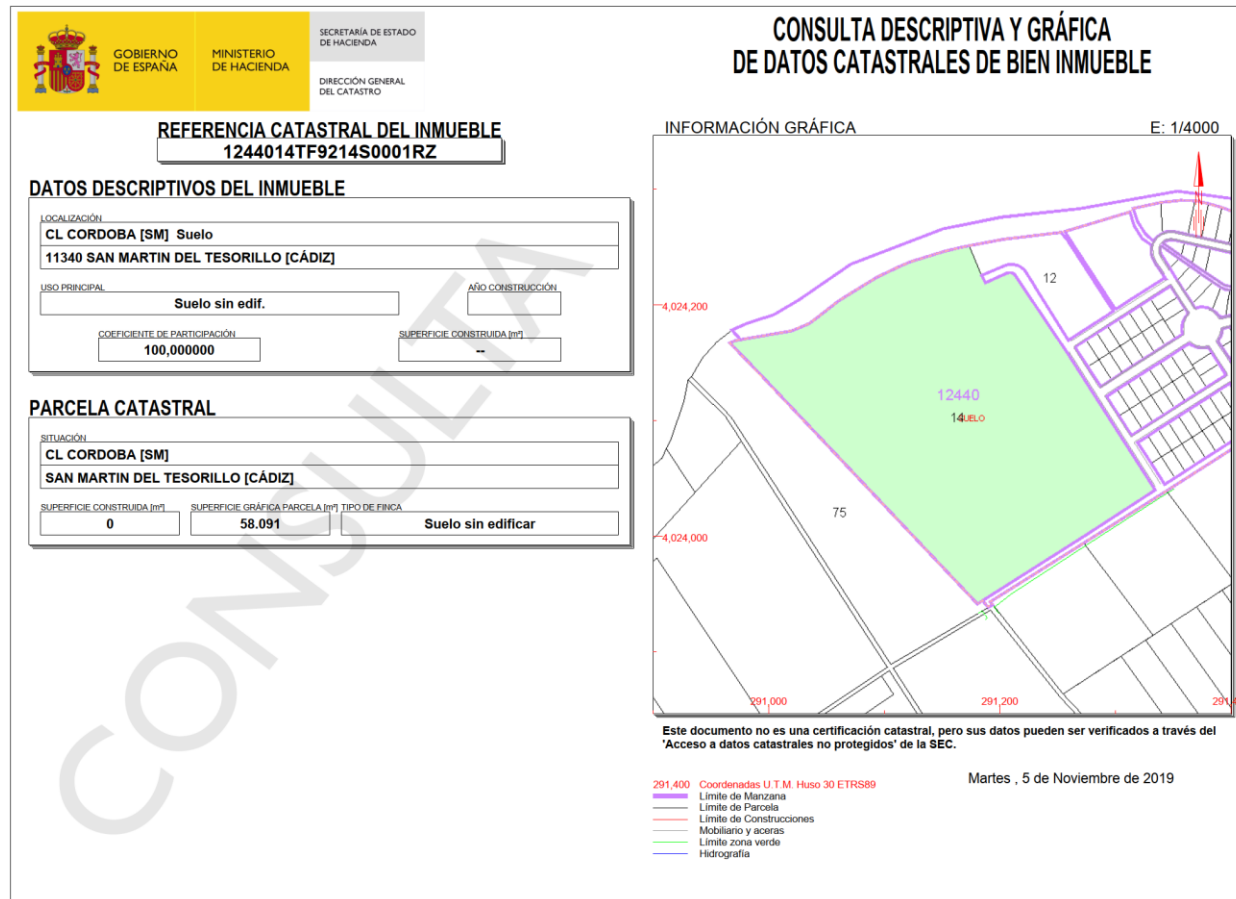 GOBIERNO
DE ESPAÑA
MINISTERIO
DE HACIENDA
SECRETARÍA DE ESTADO
DE HACIENDA
DIRECCIÓN GENERAL
DEL CATASTRO
CONSULTA DESCRIPTIVA Y GRÁFICA
DE DATOS CATASTRALES DE BIEN INMUEBLE
REFERENCIA CATASTRAL DEL INMUEBLE
1244014TF9214S0001RZ
DATOS DESCRIPTIVOS DEL INMUEBLE
LOCALIZACIÓN
CL CORDOBA [SM] Suelo
11340 SAN MARTIN DEL TESORILLO [CÁDIZ]
USO PRINCIPAL
Suelo sin edif.
AÑO CONSTRUCCIÓN
COEFICIENTE DE PARTICIPACIÓN
100,000000
SUPERFICIE CONSTRUIDA [m²]
--
PARCELA CATASTRAL
SITUACIÓN
CL CORDOBA [SM]
SAN MARTIN DEL TESORILLO [CÁDIZ]
SUPERFICIE CONSTRUIDA [m²]
0
SUPERFICIE GRÁFICA PARCELA [m²]
58.091
TIPO DE FINCA
Suelo sin edificar
CONSULTA
INFORMACIÓN GRÁFICA E: 1/4000
12
4,024,200
12440
14
SUELO
75
4,024,000
291,000
291,200
Este documento no es una certificación catastral, pero sus datos pueden ser verificados a través del
'Acceso a datos catastrales no protegidos' de la SEC.
Martes , 5 de Noviembre de 2019
291,400 Coordenadas U.T.M. Huso 30 ETRS89
Límite de Manzana
Límite de Parcela
Límite de Construcciones
Mobiliario y aceras
Límite zona verde
Hidrografía